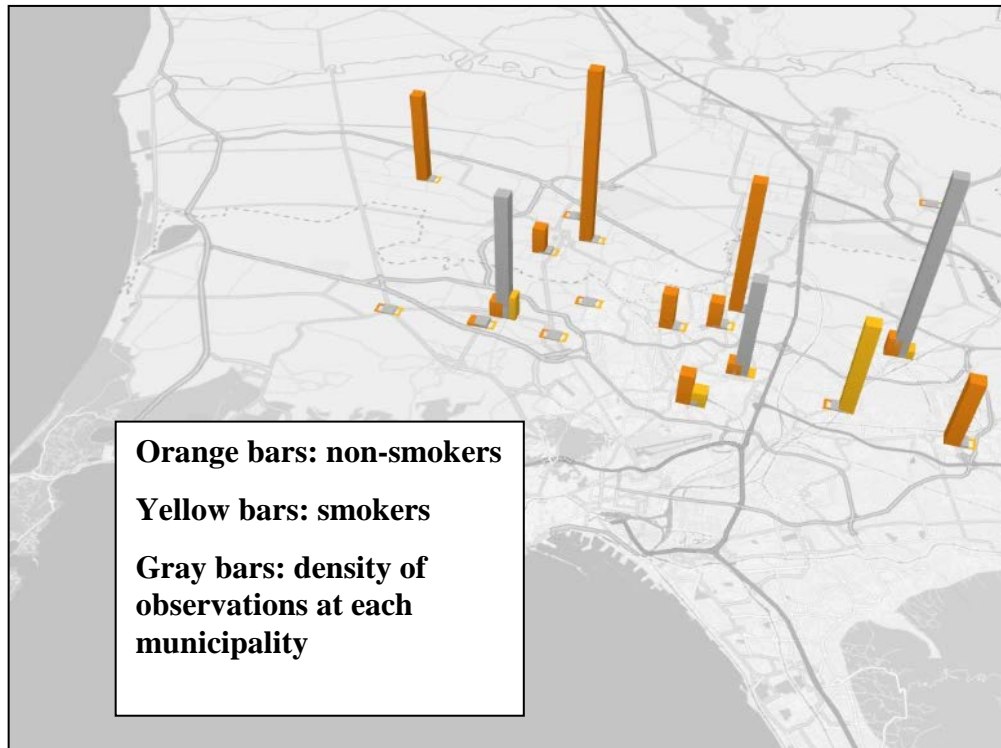 Orange bars: non-smokers
Yellow bars: smokers
Gray bars: density of
observations at each
municipality